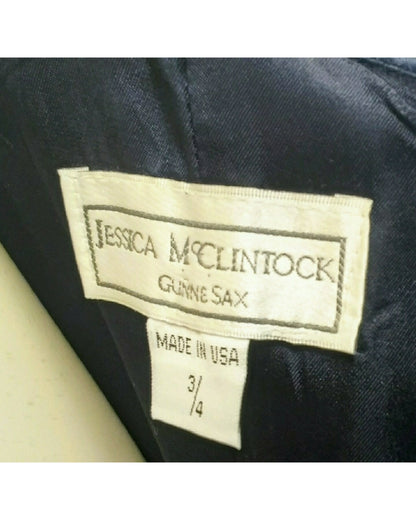 JESSICA McCLINTOCK
GUNNE SAX
MADE IN USA
3/
/4